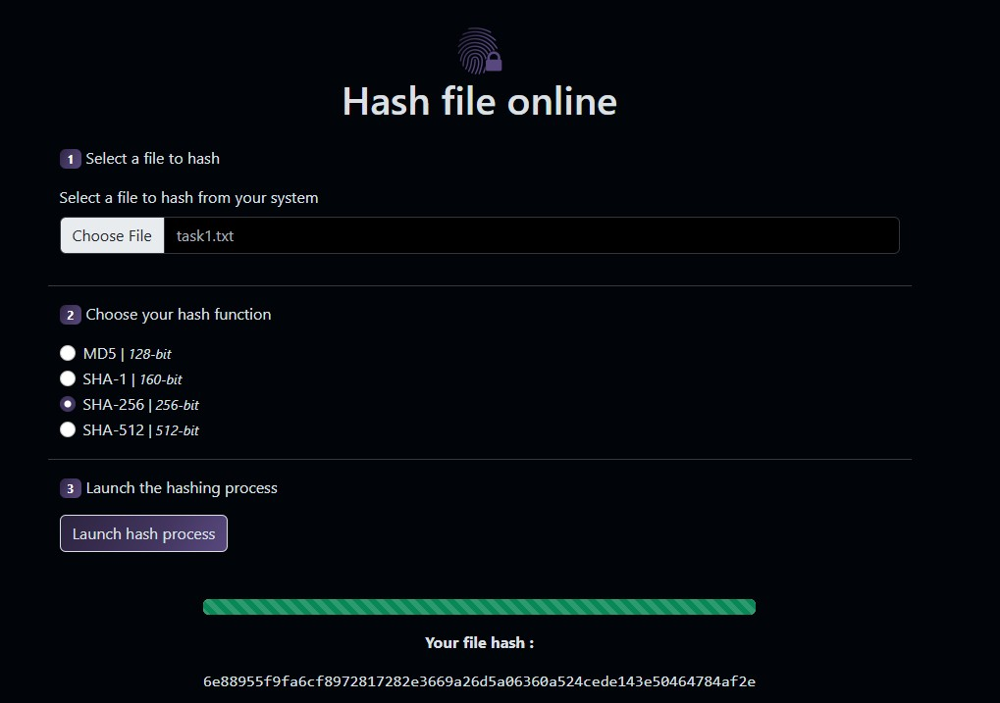 Hash file online
1 Select a file to hash
Select a file to hash from your system
Choose File task1.txt
2 Choose your hash function
MD5 | 128-bit
SHA-1 | 160-bit
SHA-256 | 256-bit
SHA-512 | 512-bit
3 Launch the hashing process
Launch hash process
Your file hash :
6e88955f9fa6cf8972817282e3669a26d5a06360a524cede143e50464784af2e